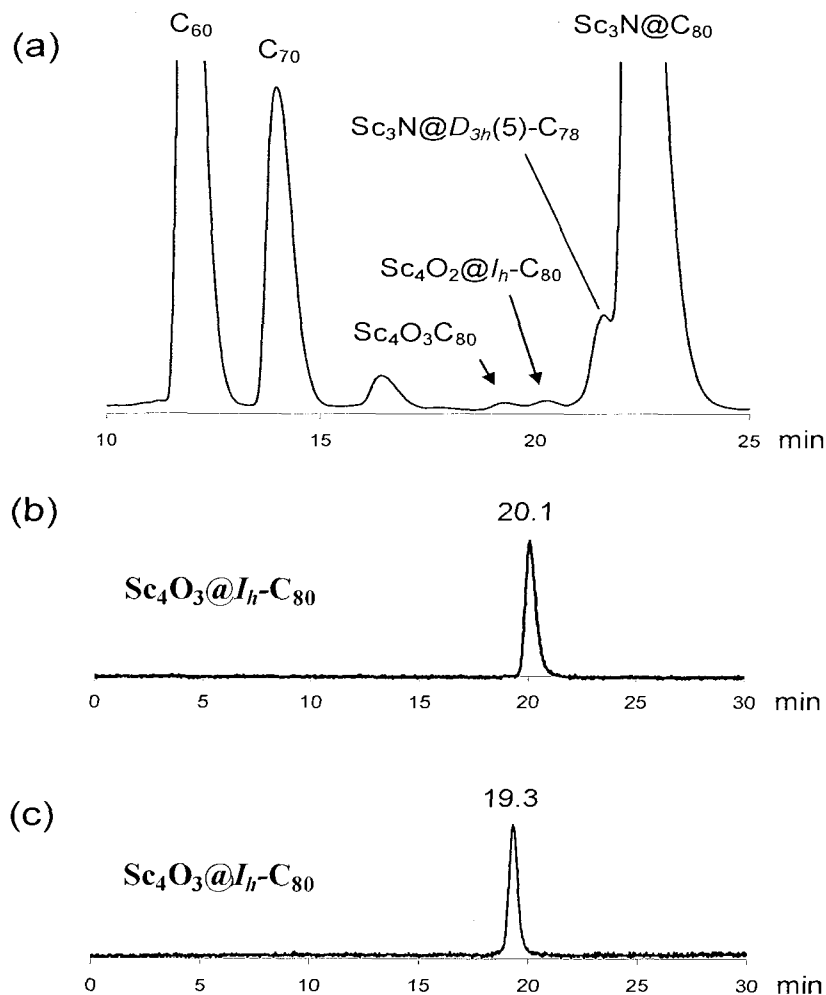 (a)
C60
C70
Sc3N@C80
Sc3N@D3h(5)-C78
Sc4O2@Ih-C80
Sc4O3C80
10 15 20 25 min
(b)
20.1
Sc4O3@Ih-C80
0 5 10 15 20 25 30 min
(c)
19.3
Sc4O3@Ih-C80
0 5 10 15 20 25 30 min